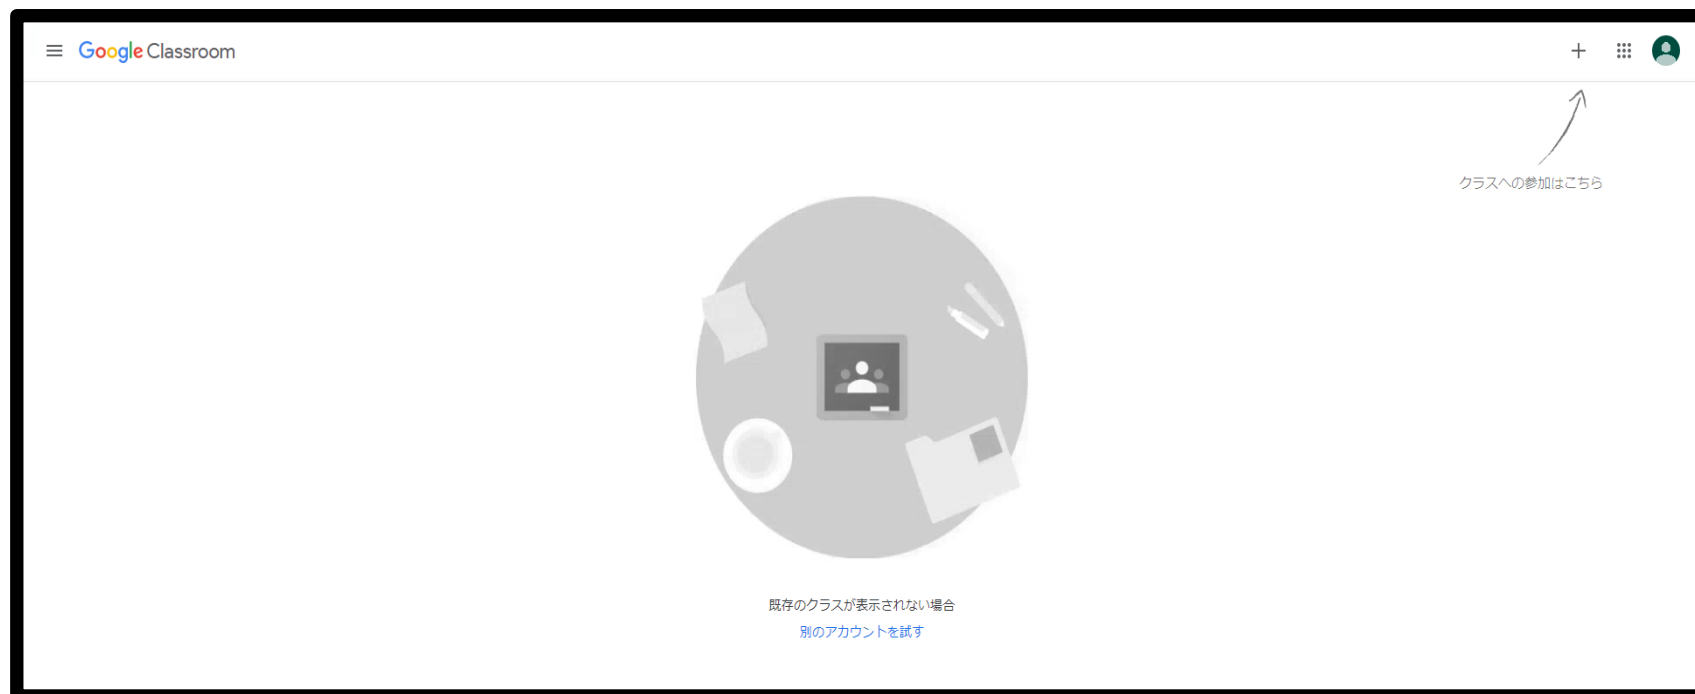 Google Classroom
クラスへの参加はこちら
既存のクラスが表示されない場合
別のアカウントを試す